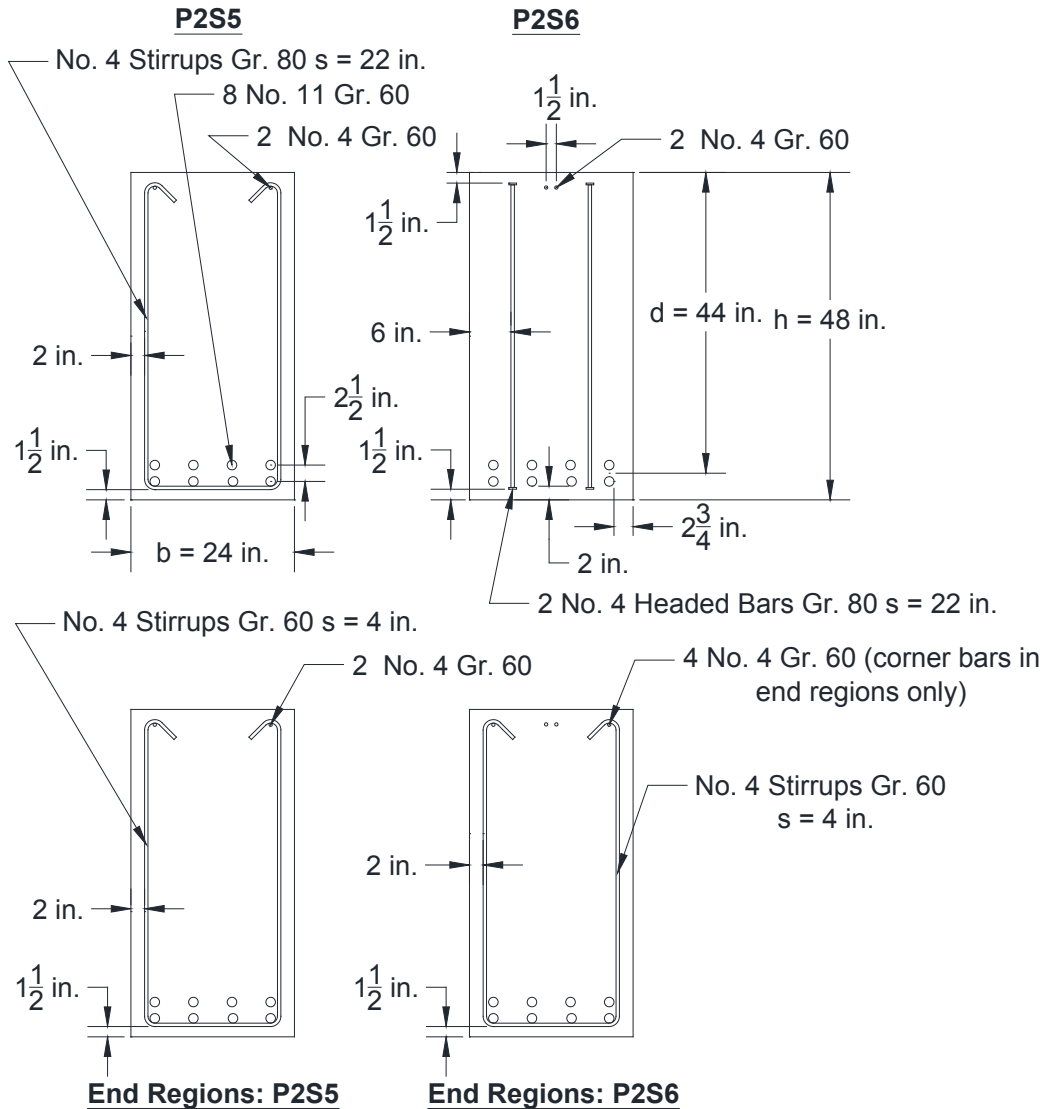 P2S5
P2S6
No. 4 Stirrups Gr. 80 s = 22 in.
8 No. 11 Gr. 60
2 No. 4 Gr. 60
1 1/2 in.
2 No. 4 Gr. 60
1 1/2 in.
d = 44 in.
h = 48 in.
6 in.
2 in.
2 1/2 in.
1 1/2 in.
1 1/2 in.
b = 24 in.
2 3/4 in.
2 in.
2 No. 4 Headed Bars Gr. 80 s = 22 in.
No. 4 Stirrups Gr. 60 s = 4 in.
2 No. 4 Gr. 60
4 No. 4 Gr. 60 (corner bars in
end regions only)
No. 4 Stirrups Gr. 60
s = 4 in.
2 in.
2 in.
1 1/2 in.
1 1/2 in.
End Regions: P2S5
End Regions: P2S6